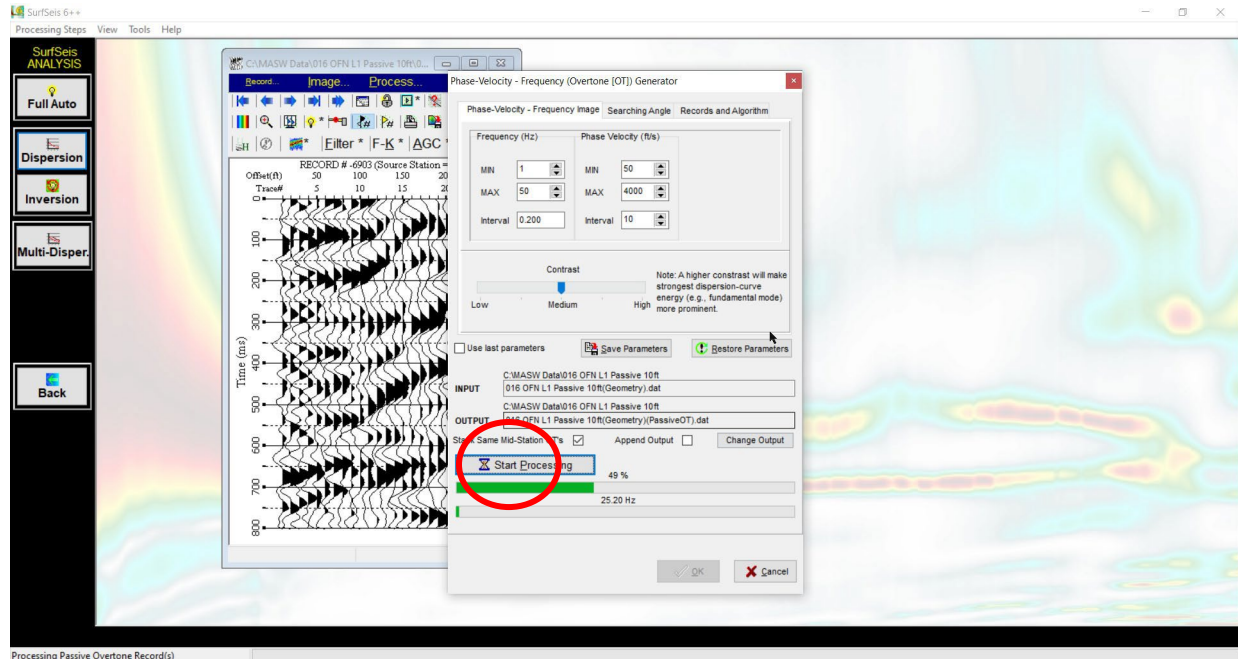 SurfSeis 6++
Processing Steps View Tools Help
SurfSeis
ANALYSIS
Full Auto
Dispersion
Inversion
Multi-Disper.
Back
C:\MASW Data\016 OFN L1 Passive 10ft\0...
Record... Image... Process...
Filter * F-K * AGC
RECORD # -6903 (Source Station =
Offset(ft) 50 100 150 20
Trace# 5 10 15 2
Time (ms)
0
100
200
300
400
500
600
700
800
Phase-Velocity - Frequency (Overtone [OT]) Generator
Phase-Velocity - Frequency Image Searching Angle Records and Algorithm
Frequency (Hz) Phase Velocity (ft/s)
MIN 1 MIN 50
MAX 50 MAX 4000
Interval 0.200 Interval 10
Contrast
Low Medium High
Note: A higher constrast will make
strongest dispersion-curve
energy (e.g., fundamental mode)
more prominent.
Use last parameters Save Parameters Restore Parameters
C:\MASW Data\016 OFN L1 Passive 10ft
INPUT 016 OFN L1 Passive 10ft(Geometry).dat
C:\MASW Data\016 OFN L1 Passive 10ft
OUTPUT 016 OFN L1 Passive 10ft(Geometry)(PassiveOT).dat
Same Mid-Station Append Output Change Output
Start Processing
49 %
25.20 Hz
OK Cancel
Processing Passive Overtone Record(s)